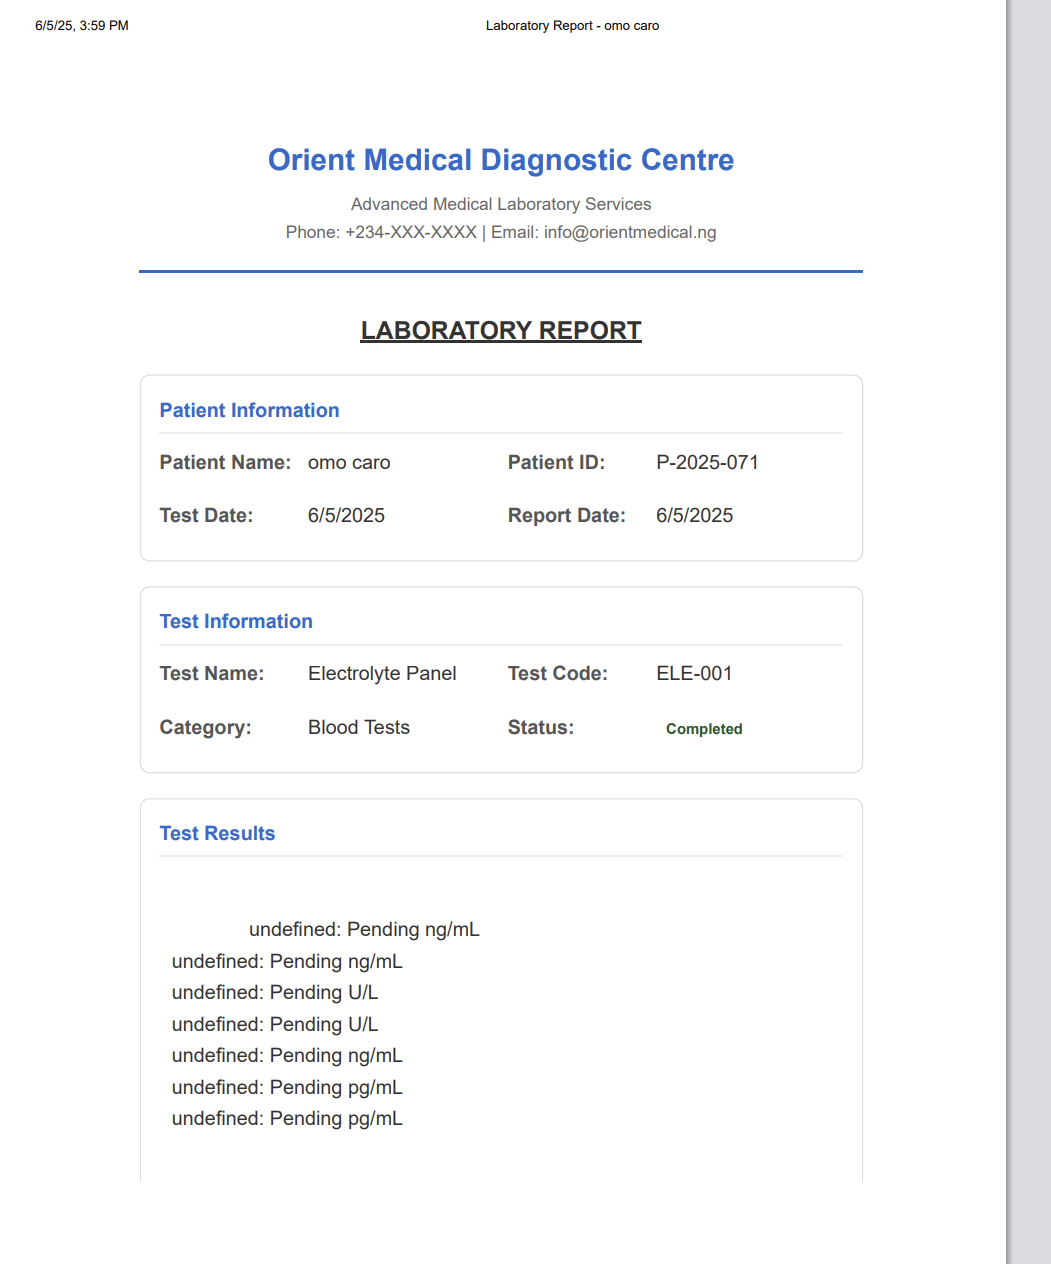 6/5/25, 3:59 PM Laboratory Report - omo caro
Orient Medical Diagnostic Centre
Advanced Medical Laboratory Services
Phone: +234-XXX-XXXX | Email: info@orientmedical.ng
LABORATORY REPORT
Patient Information
Patient Name: omo caro Patient ID: P-2025-071
Test Date: 6/5/2025 Report Date: 6/5/2025
Test Information
Test Name: Electrolyte Panel Test Code: ELE-001
Category: Blood Tests Status: Completed
Test Results
undefined: Pending ng/mL
undefined: Pending ng/mL
undefined: Pending U/L
undefined: Pending U/L
undefined: Pending ng/mL
undefined: Pending pg/mL
undefined: Pending pg/mL